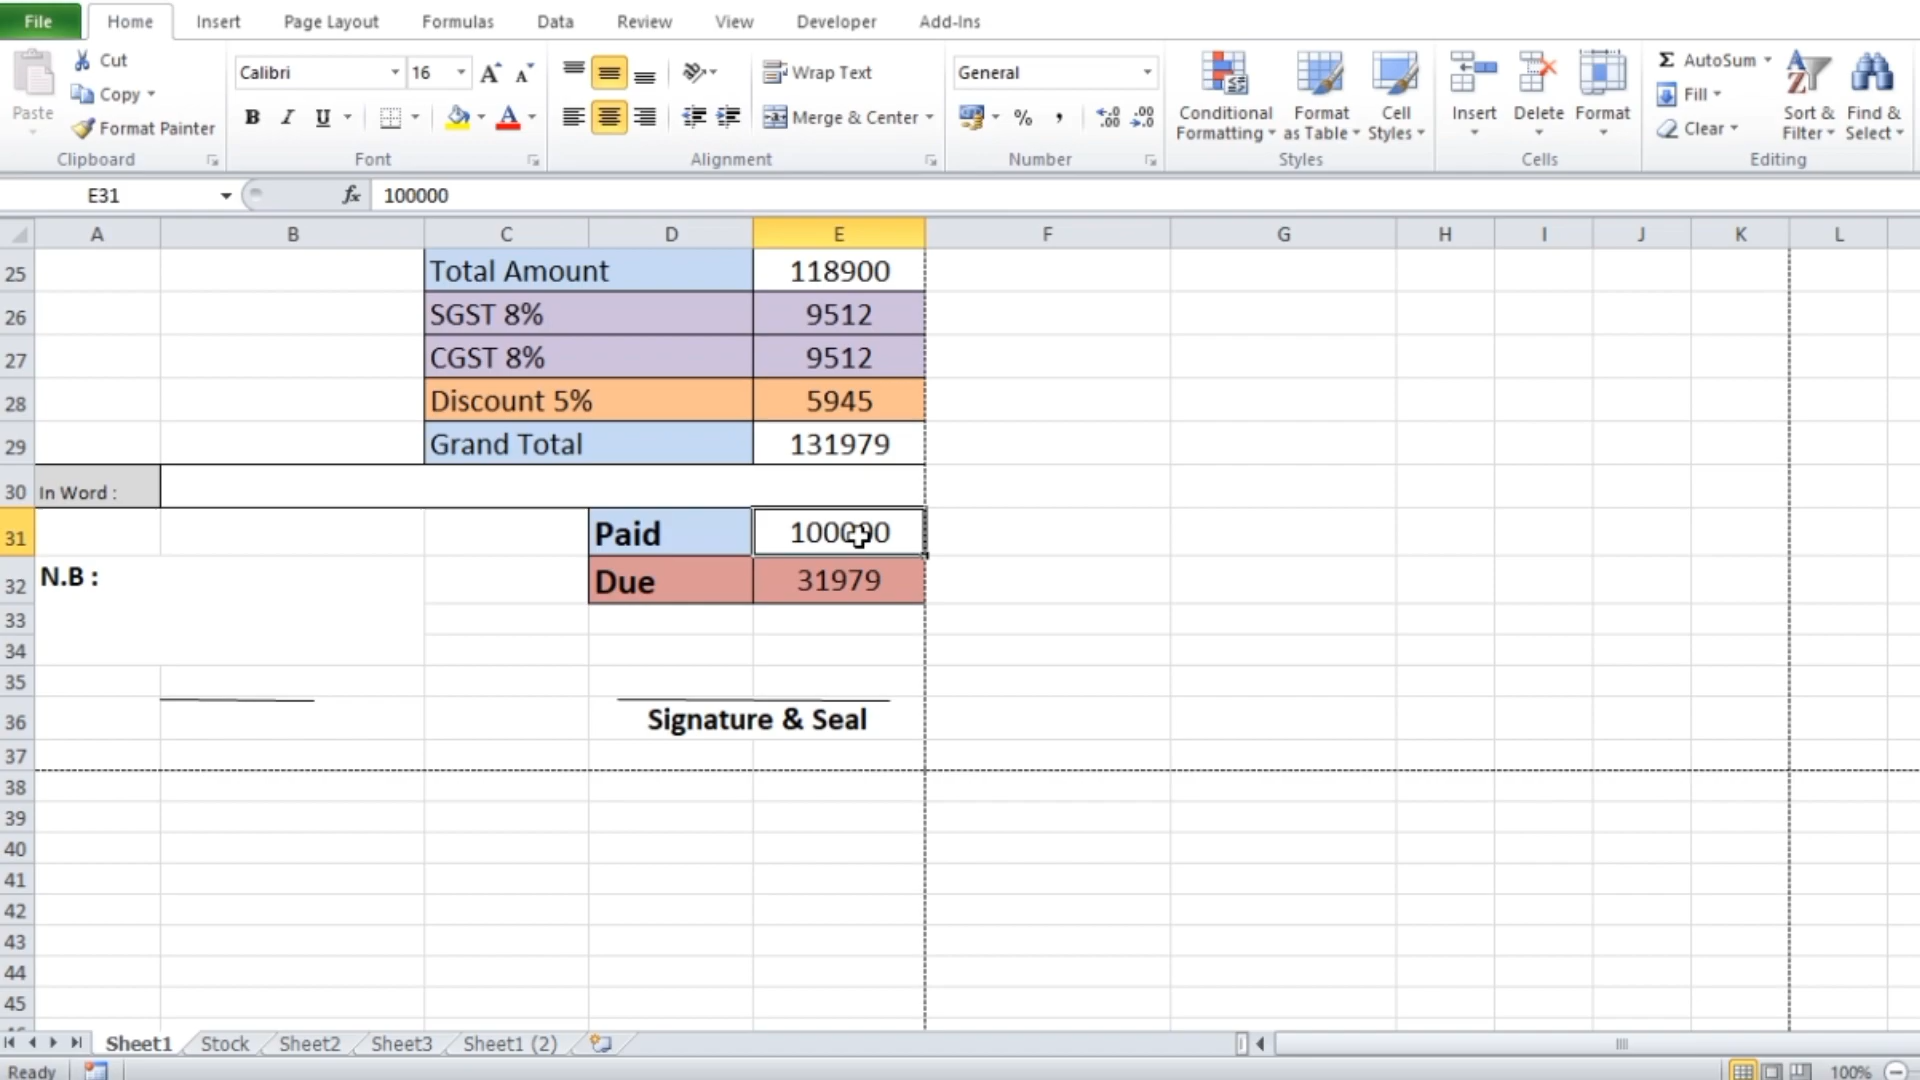 File Home Insert Page Layout Formulas Data Review View Developer Add-Ins
Paste Cut Copy Format Painter Clipboard
Calibri 16 A A B I U A Font
Wrap Text Merge & Center Alignment
General % , .0 .00 .00 .0 Number
Conditional Formatting Format as Table Cell Styles Styles
Insert Delete Format Cells
Σ AutoSum Fill Clear Sort & Filter Find & Select Editing
E31 fx 100000
A B C D E F G H I J K L
25 Total Amount 118900
26 SGST 8% 9512
27 CGST 8% 9512
28 Discount 5% 5945
29 Grand Total 131979
30 In Word :
31 Paid 100000
32 N.B : Due 31979
33
34
35
36 Signature & Seal
37
38
39
40
41
42
43
44
45
Sheet1 Stock Sheet2 Sheet3 Sheet1 (2)
Ready 100%